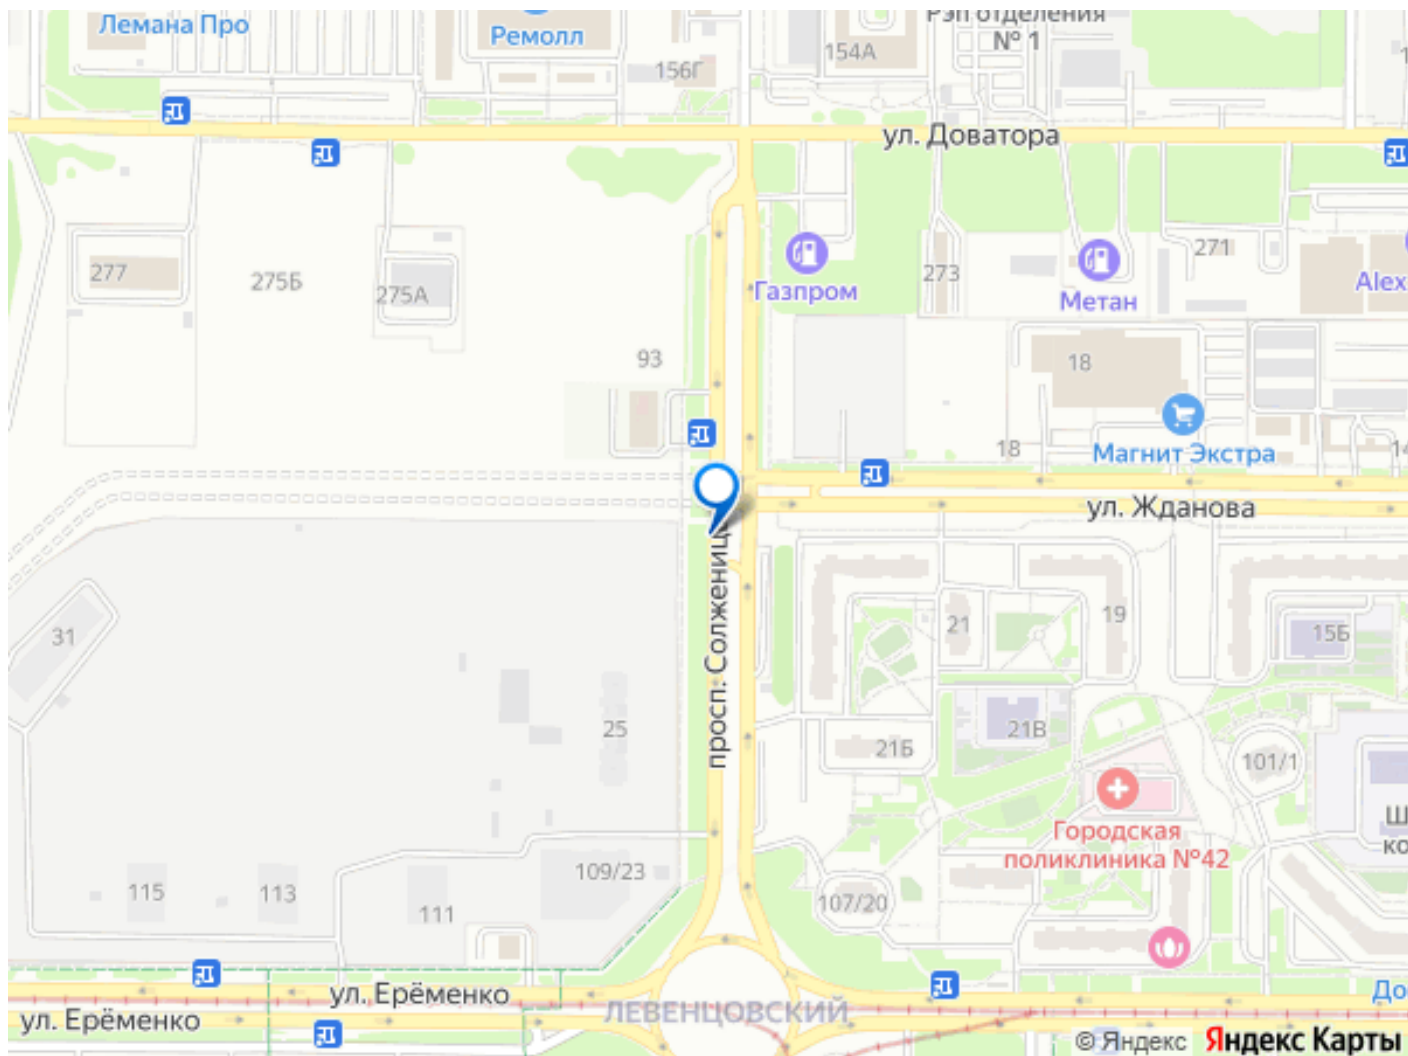 Лемана Про
Ремолл
156Г
154А
Рэп отделения
№ 1
ул. Доватора
277
275Б
275А
Газпром
273
Метан
271
93
18
18
Магнит Экстра
ул. Жданова
31
просп. Солжениц
25
21
19
15Б
21Б
21В
101/1
Городская
поликлиника №42
115
113
111
109/23
107/20
ул. Ерёменко
ул. Ерёменко
ЛЕВЕНЦОВСКИЙ
© Яндекс Яндекс Карты